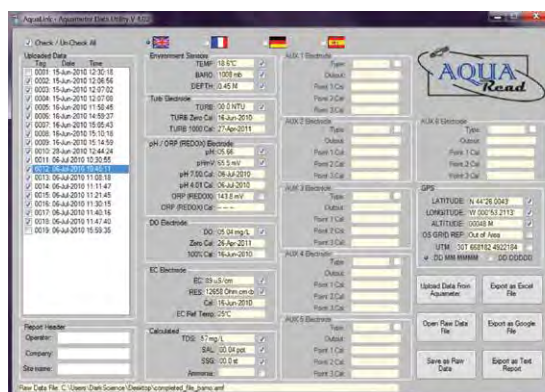 AquaLink - Aquameter Data Utility V 4.02
Check / Un-Check All
Uploaded Data
Tag Date Time
0001: 15-Jun-2010 12:30:18
0002: 15-Jun-2010 12:06:56
0003: 15-Jun-2010 12:07:02
0004: 15-Jun-2010 12:07:08
0005: 16-Jun-2010 11:50:45
0006: 16-Jun-2010 14:59:37
0007: 16-Jun-2010 15:05:43
0008: 16-Jun-2010 15:10:18
0009: 16-Jun-2010 15:14:59
0010: 28-Jun-2010 12:44:24
0011: 06-Jul-2010 10:30:55
0012: 06-Jul-2010 10:45:11
0013: 06-Jul-2010 11:08:18
0014: 06-Jul-2010 11:11:47
0015: 06-Jul-2010 11:21:45
0016: 06-Jul-2010 11:30:15
0017: 06-Jul-2010 11:40:16
0018: 06-Jul-2010 11:47:40
0019: 06-Jul-2010 15:59:35
Report Header
Operator:
Company:
Site name:
Environment Sensors
TEMP: 18.6°C
BARO: 1008 mb
DEPTH: 0.45 M
Turb Electrode
TURB: 00.0 NTU
TURB Zero Cal: 16-Jun-2010
TURB 1000 Cal: 27-Apr-2011
pH / ORP (REDOX) Electrode
pH: 05.66
pHmV: 65.5 mV
pH 7.00 Cal: 06-Jul-2010
pH 4.01 Cal: 06-Jul-2010
ORP (REDOX): 143.8 mV
ORP (REDOX) Cal: -- -- --
DO Electrode
DO: 05.04 mg/L
Zero Cal: 26-Apr-2011
100% Cal: 16-Jun-2010
EC Electrode
EC: uS/cm
RES: 12658 Ohm.cm
Cal: 16-Jun-2010
EC Ref Temp: 25°C
Calculated
TDS: 57 mg/L
SAL: 00.04 ppt
SSG: 00.0 st
Ammonia:
AUX 1 Electrode
Type:
Output:
Point 1 Cal:
Point 2 Cal:
Point 3 Cal:
AUX 2 Electrode
Type:
Output:
Point 1 Cal:
Point 2 Cal:
Point 3 Cal:
AUX 3 Electrode
Type:
Output:
Point 1 Cal:
Point 2 Cal:
Point 3 Cal:
AUX 4 Electrode
Type:
Output:
Point 1 Cal:
Point 2 Cal:
Point 3 Cal:
AUX 5 Electrode
Type:
Output:
Point 1 Cal:
Point 2 Cal:
Point 3 Cal:
AQUA
Read
AUX 6 Electrode
Type:
Output:
Point 1 Cal:
Point 2 Cal:
Point 3 Cal:
GPS
LATITUDE: N 44°26.0043'
LONGITUDE: W 000°53.2113'
ALTITUDE: 00048 M
OS GRID REF: Out of Area
UTM: 30T 668182 4922184
DD MM.MMMM DD.DDDDD
Upload Data From Aquameter
Export as Excel File
Open Raw Data File
Export as Google File
Save as Raw Data
Export as Text Report
Raw Data File: C:\Users\Dark Science\Desktop\completed_file_bamo.amf